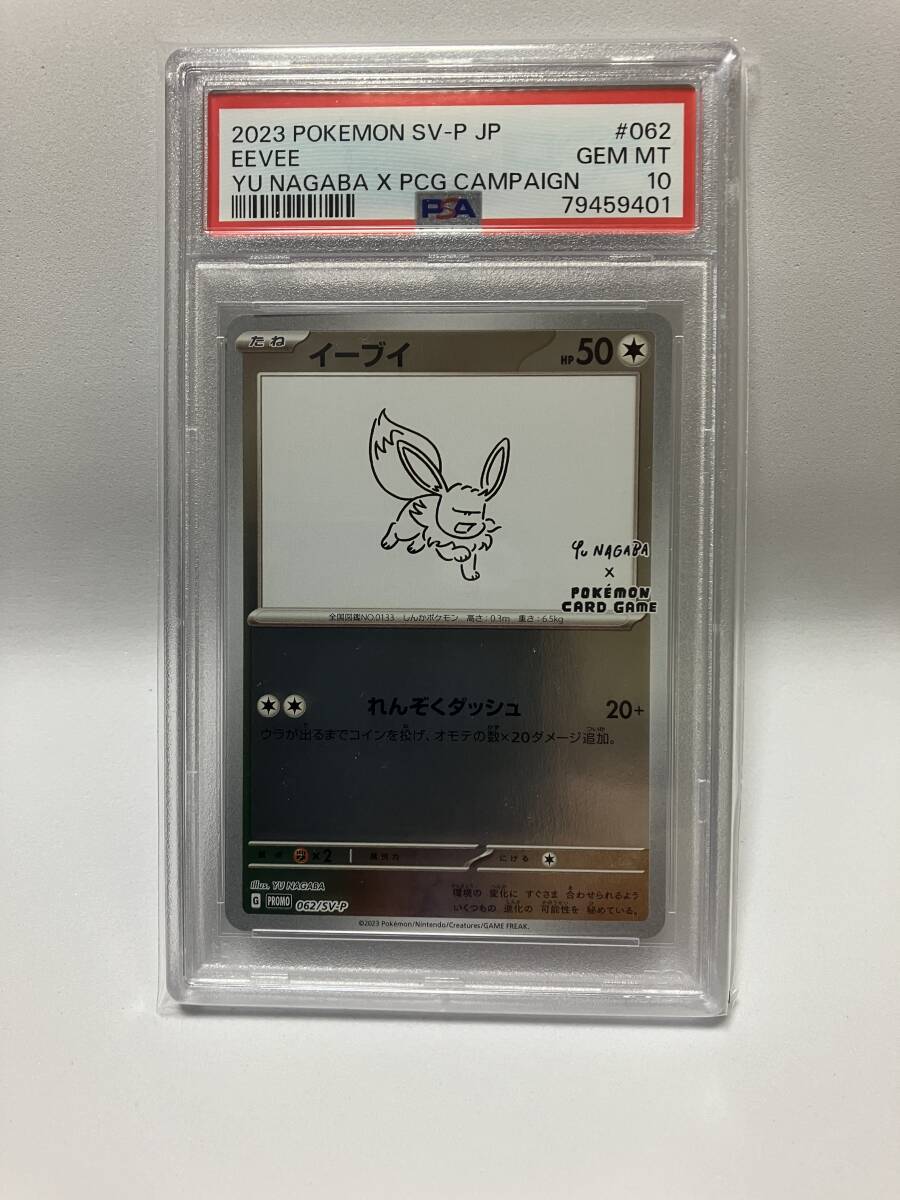 2023 POKEMON SV-P JP #062
EEVEE GEM MT
YU NAGABA X PCG CAMPAIGN 10
PSA 79459401
たね イーブイ HP 50
Yu NAGABA
×
POKÉMON
CARD GAME
全国図鑑NO.0133 しんかポケモン 高さ:0.3m 重さ:6.5kg
れんぞくダッシュ 20+
ウラが出るまでコインを投げ、オモテの数×20ダメージ追加。
×2 抵抗力 にげる
Illus. YU NAGABA
G PROMO 062/SV-P
環境の 変化に すぐさま 合わせられるよう
いくつもの 進化の 可能性を 秘めている。
©2023 Pokémon/Nintendo/Creatures/GAME FREAK.